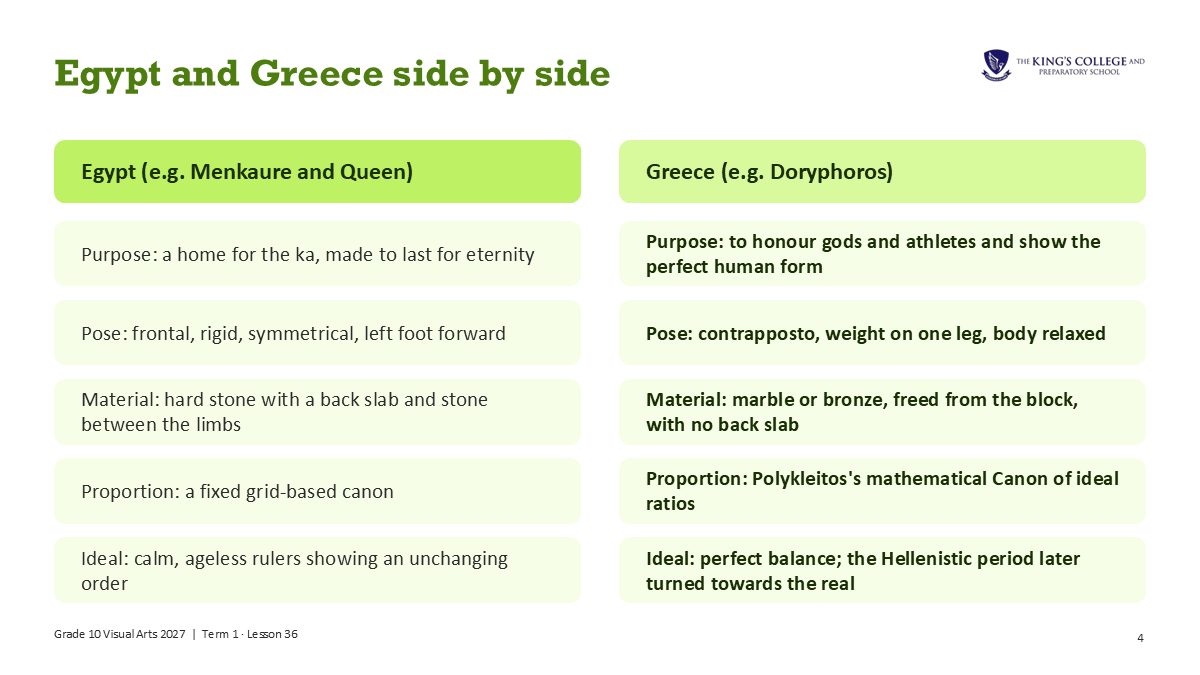 Egypt and Greece side by side
THE KING'S COLLEGE AND
PREPARATORY SCHOOL
Egypt (e.g. Menkaure and Queen)
Greece (e.g. Doryphoros)
Purpose: a home for the ka, made to last for eternity
Purpose: to honour gods and athletes and show the
perfect human form
Pose: frontal, rigid, symmetrical, left foot forward
Pose: contrapposto, weight on one leg, body relaxed
Material: hard stone with a back slab and stone
between the limbs
Material: marble or bronze, freed from the block,
with no back slab
Proportion: a fixed grid-based canon
Proportion: Polykleitos's mathematical Canon of ideal
ratios
Ideal: calm, ageless rulers showing an unchanging
order
Ideal: perfect balance; the Hellenistic period later
turned towards the real
Grade 10 Visual Arts 2027 | Term 1 · Lesson 36
4